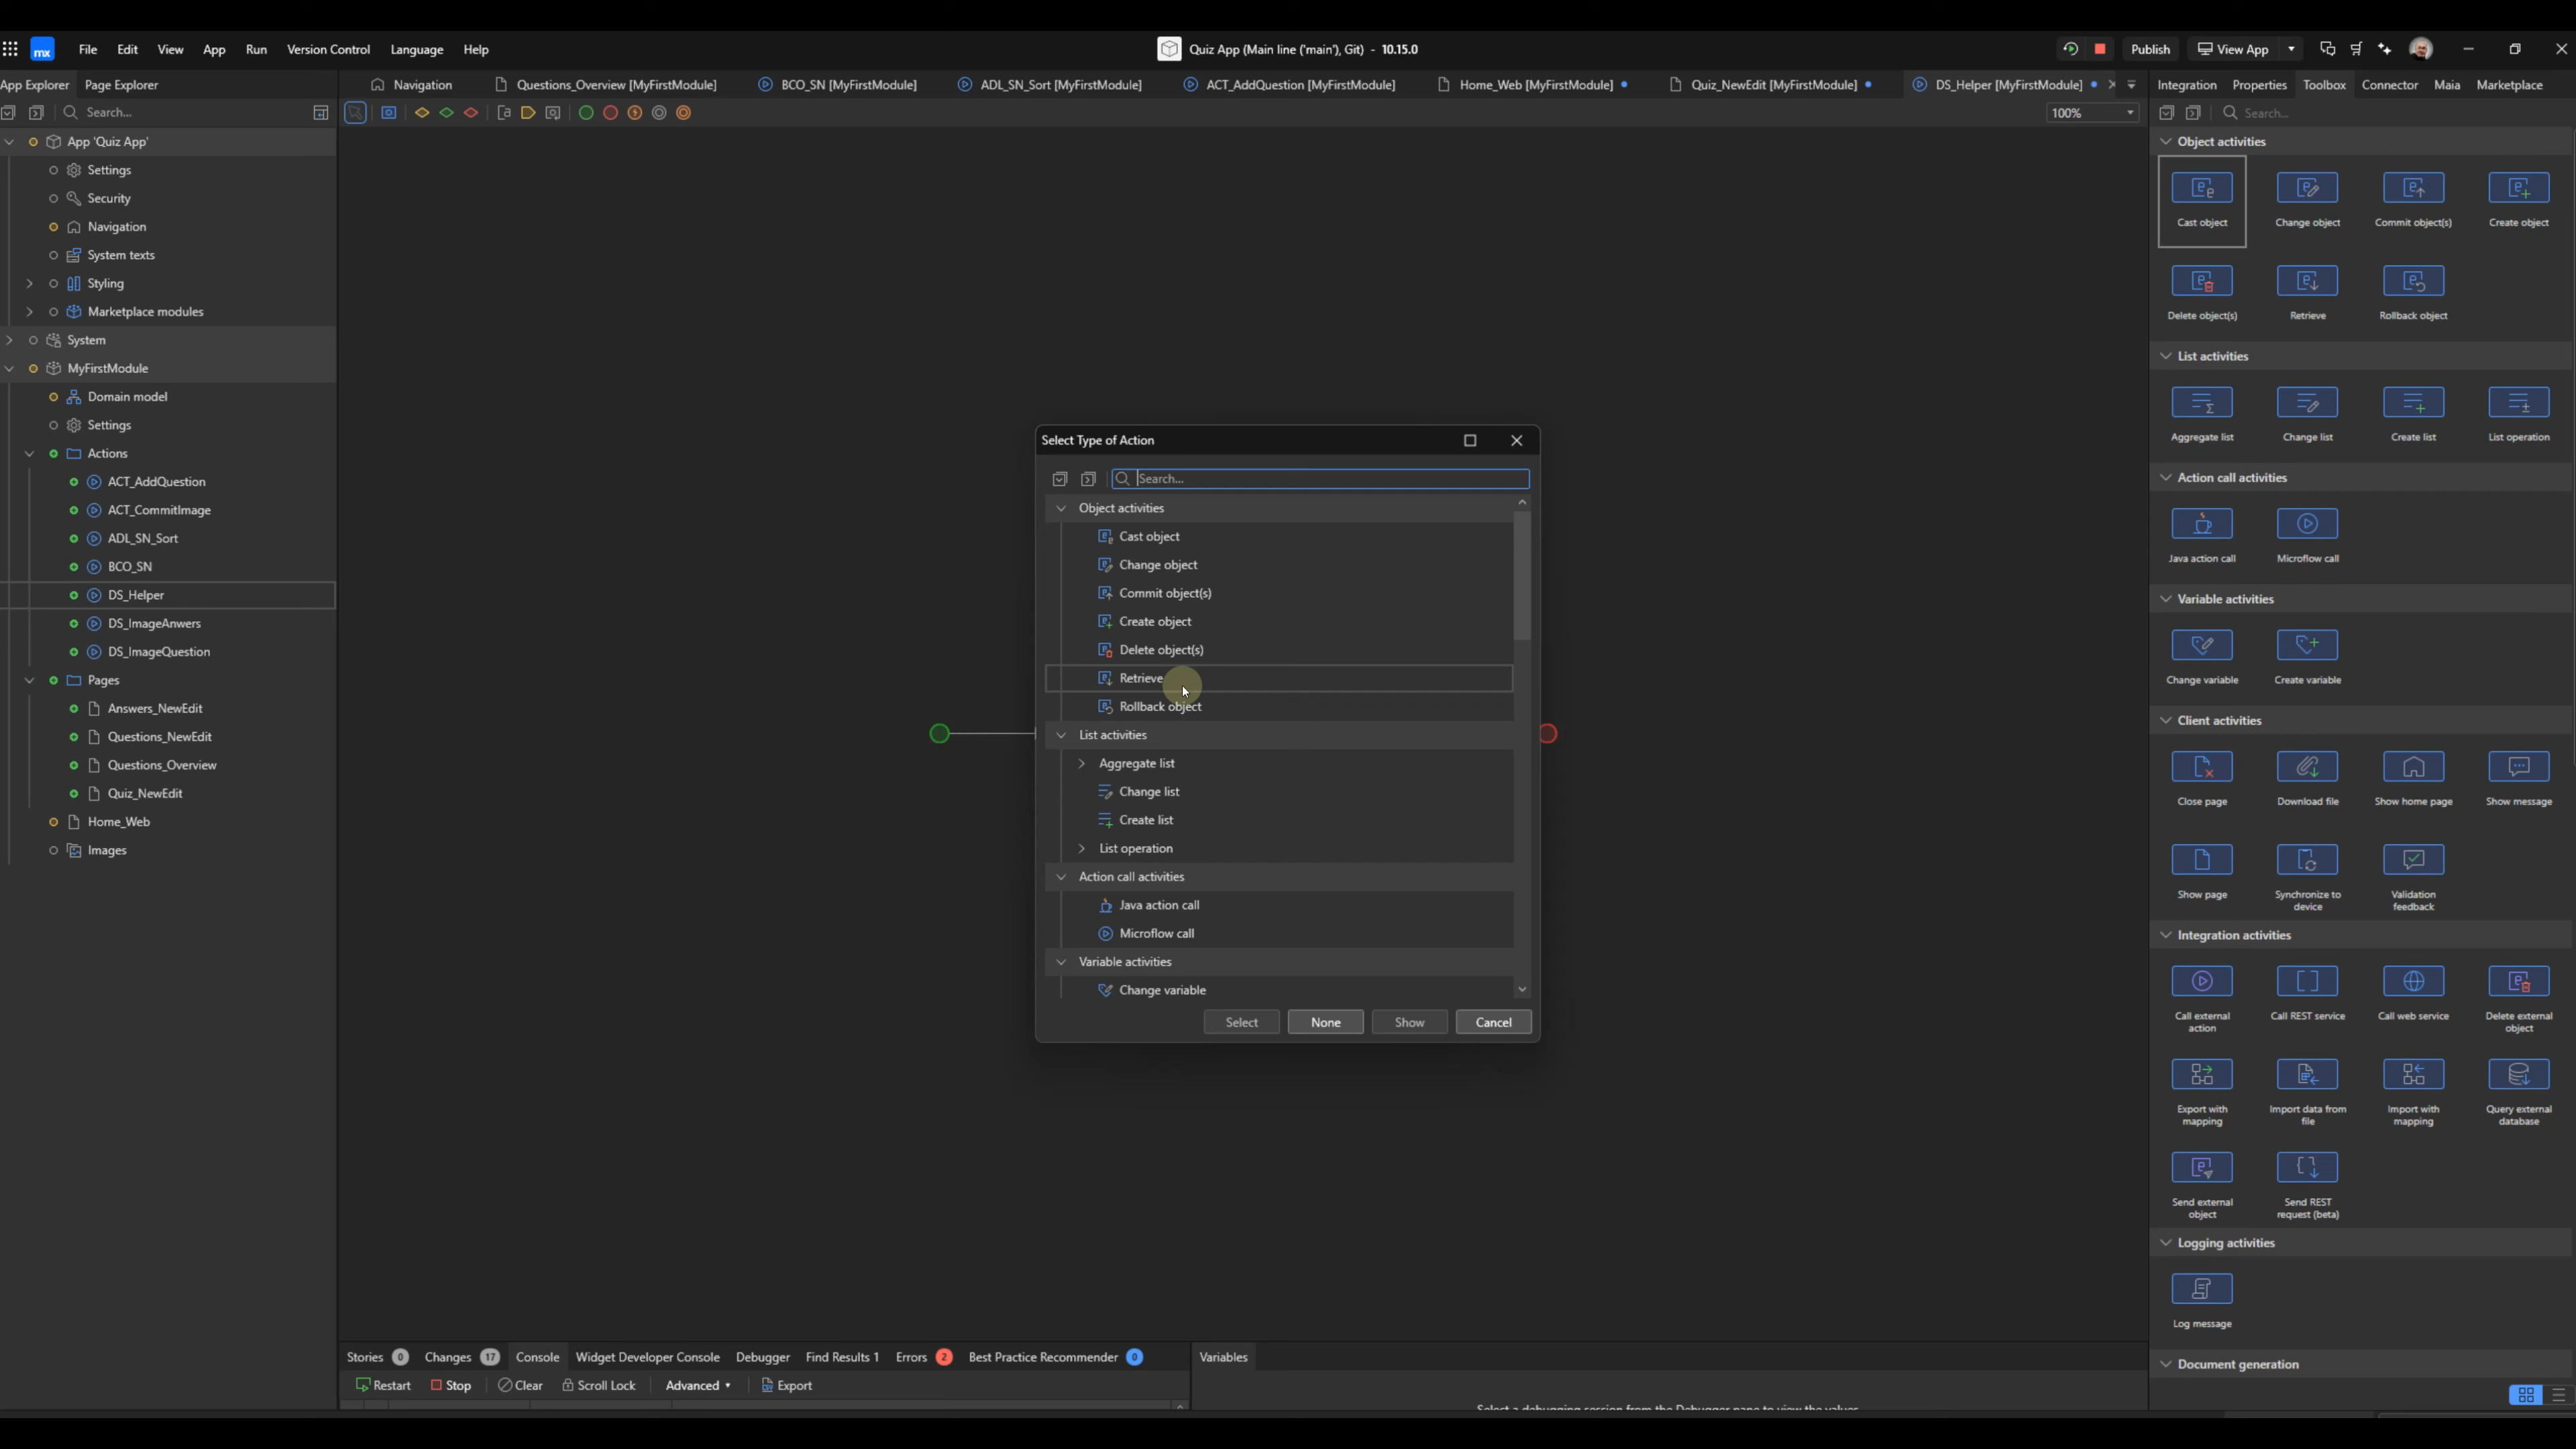 mx File Edit View App Run Version Control Language Help
Quiz App (Main line ('main'), Git) - 10.15.0
Publish View App
App Explorer Page Explorer
Navigation Questions_Overview [MyFirstModule] BCO_SN [MyFirstModule] ADL_SN_Sort [MyFirstModule] ACT_AddQuestion [MyFirstModule] Home_Web [MyFirstModule] Quiz_NewEdit [MyFirstModule] DS_Helper [MyFirstModule]
Integration Properties Toolbox Connector Maia Marketplace
Search...
100%
Search...
App 'Quiz App'
Settings
Security
Navigation
System texts
Styling
Marketplace modules
System
MyFirstModule
Domain model
Settings
Actions
ACT_AddQuestion
ACT_CommitImage
ADL_SN_Sort
BCO_SN
DS_Helper
DS_ImageAnwers
DS_ImageQuestion
Pages
Answers_NewEdit
Questions_NewEdit
Questions_Overview
Quiz_NewEdit
Home_Web
Images
Select Type of Action
Search...
Object activities
Cast object
Change object
Commit object(s)
Create object
Delete object(s)
Retrieve
Rollback object
List activities
Aggregate list
Change list
Create list
List operation
Action call activities
Java action call
Microflow call
Variable activities
Change variable
Select None Show Cancel
Object activities
Cast object Change object Commit object(s) Create object
Delete object(s) Retrieve Rollback object
List activities
Aggregate list Change list Create list List operation
Action call activities
Java action call Microflow call
Variable activities
Change variable Create variable
Client activities
Close page Download file Show home page Show message
Show page Synchronize to device Validation feedback
Integration activities
Call external action Call REST service Call web service Delete external object
Export with mapping Import data from file Import with mapping Query external database
Send external object Send REST request (beta)
Logging activities
Log message
Document generation
Stories 0 Changes 17 Console Widget Developer Console Debugger Find Results 1 Errors 2 Best Practice Recommender 0
Variables
Restart Stop Clear Scroll Lock Advanced Export
Select a debugging session from the Debugger pane to view the values